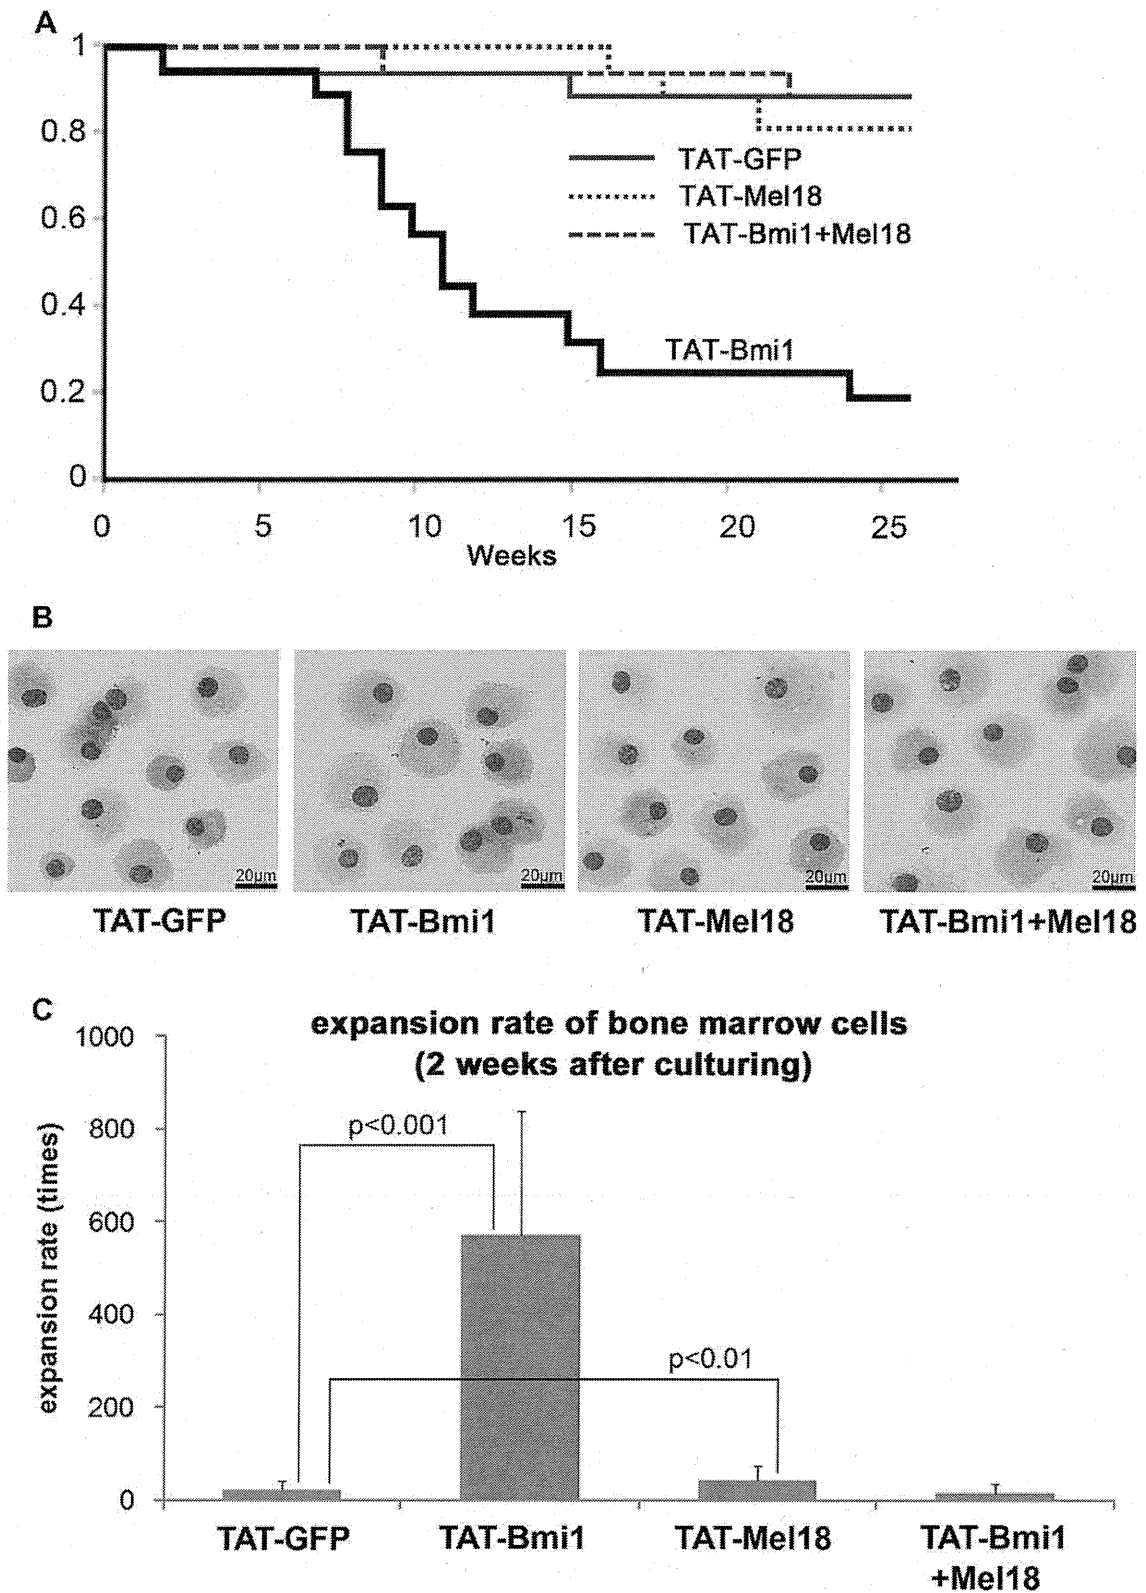 A
1
0.8
0.6
0.4
0.2
0
TAT-GFP
TAT-Mel18
TAT-Bmi1+Mel18
TAT-Bmi1
0 5 10 15 20 25
Weeks
B
20µm 20µm 20µm 20µm
TAT-GFP TAT-Bmi1 TAT-Mel18 TAT-Bmi1+Mel18
C
expansion rate of bone marrow cells
(2 weeks after culturing)
expansion rate (times)
1000
800
600
400
200
0
p<0.001
p<0.01
TAT-GFP TAT-Bmi1 TAT-Mel18 TAT-Bmi1
+Mel18